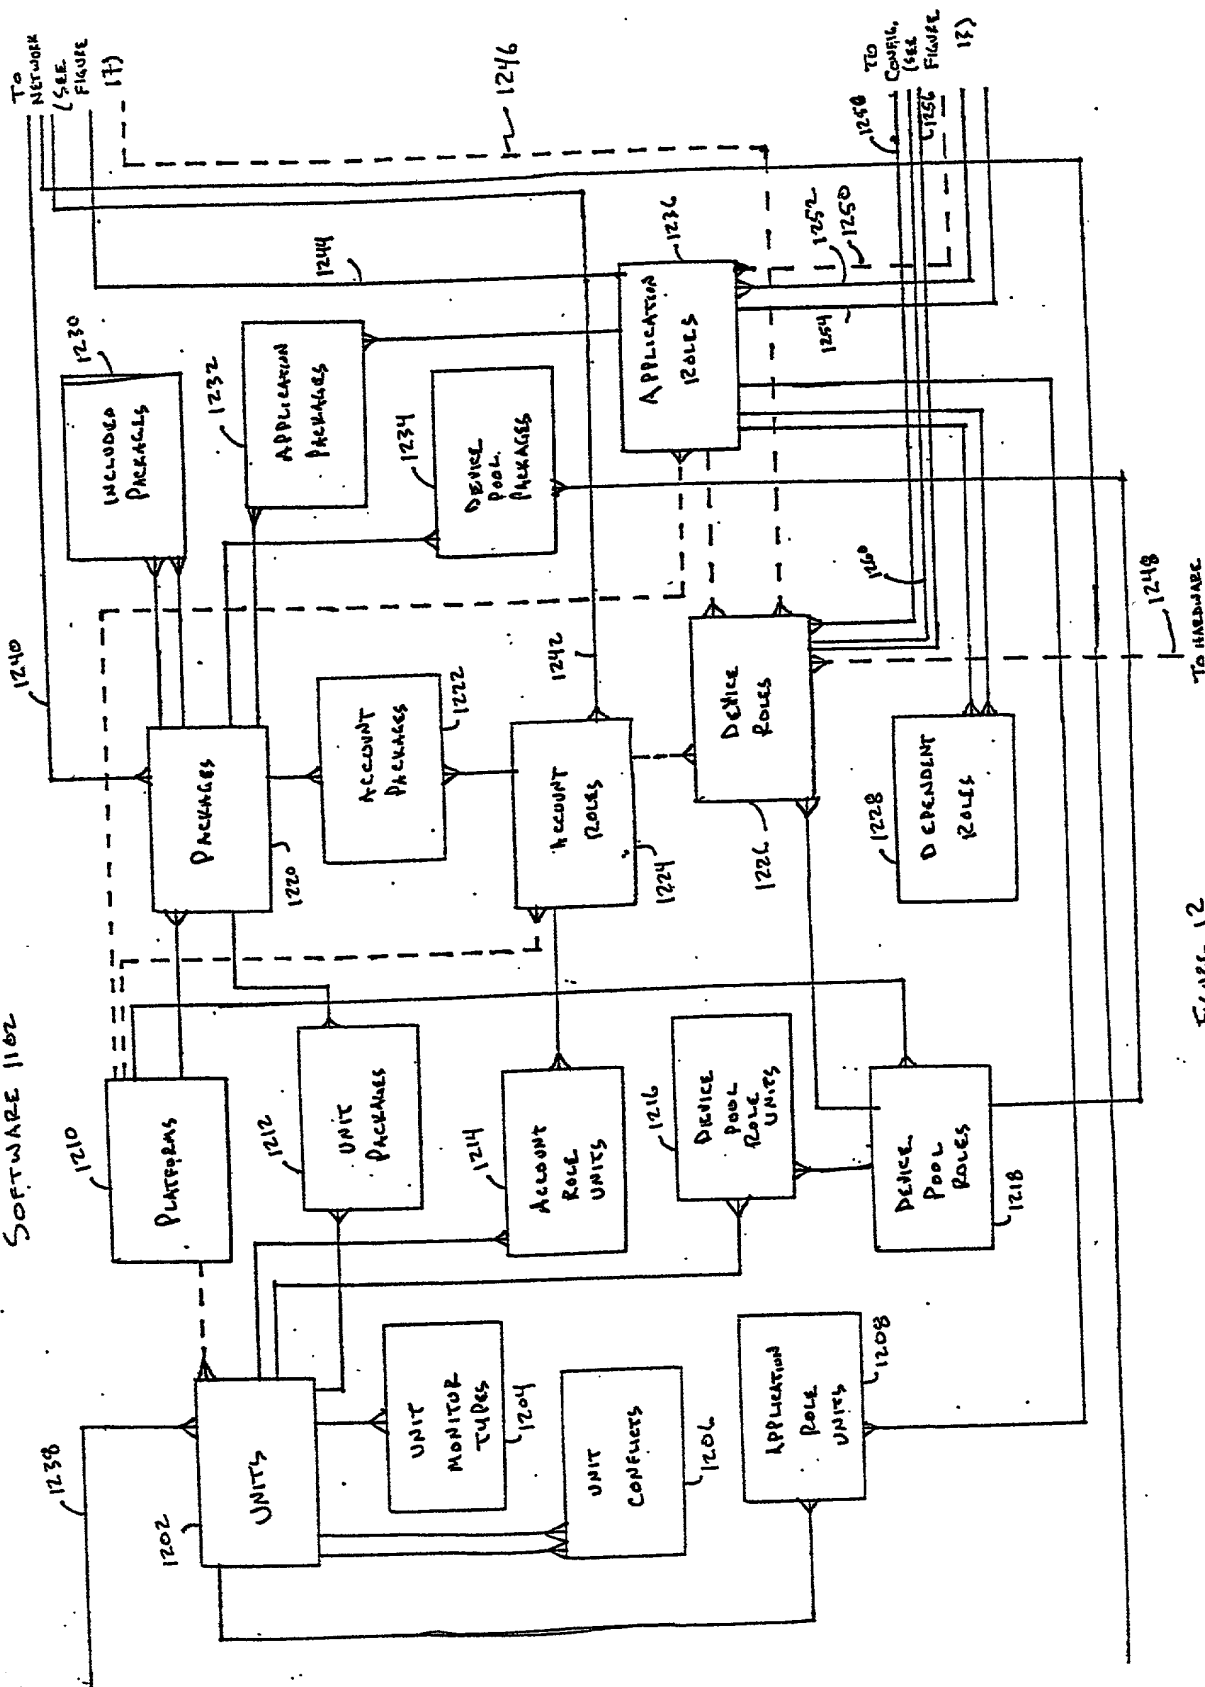 SOFTWARE 1102
1238
1202
UNITS
UNIT
MONITOR
TYPES
1204
UNIT
CONFLICTS
1206
APPLICATION
ROLE
UNITS
1208
1210
PLATFORMS
1212
UNIT
PACKAGES
1214
ACCOUNT
ROLE
UNITS
1216
DEVICE
POOL
ROLE
UNITS
DEVICE
POOL
ROLES
1218
1240
PACKAGES
1220
ACCOUNT
PACKAGES
1222
ACCOUNT
ROLES
1224
1242
DEVICE
ROLES
1226
1228
DEPENDENT
ROLES
INCLUDED
PACKAGES
1230
1232
APPLICATION
PACKAGES
1234
DEVICE
POOL
PACKAGES
APPLICATION
ROLES
1236
1244
1246
1252
1250
1254
1260
1258
1256
TO
NETWORK
(SEE
FIGURE
17)
TO
CONFIG.
(SEE
FIGURE
13)
1248
TO HARDWARE
12